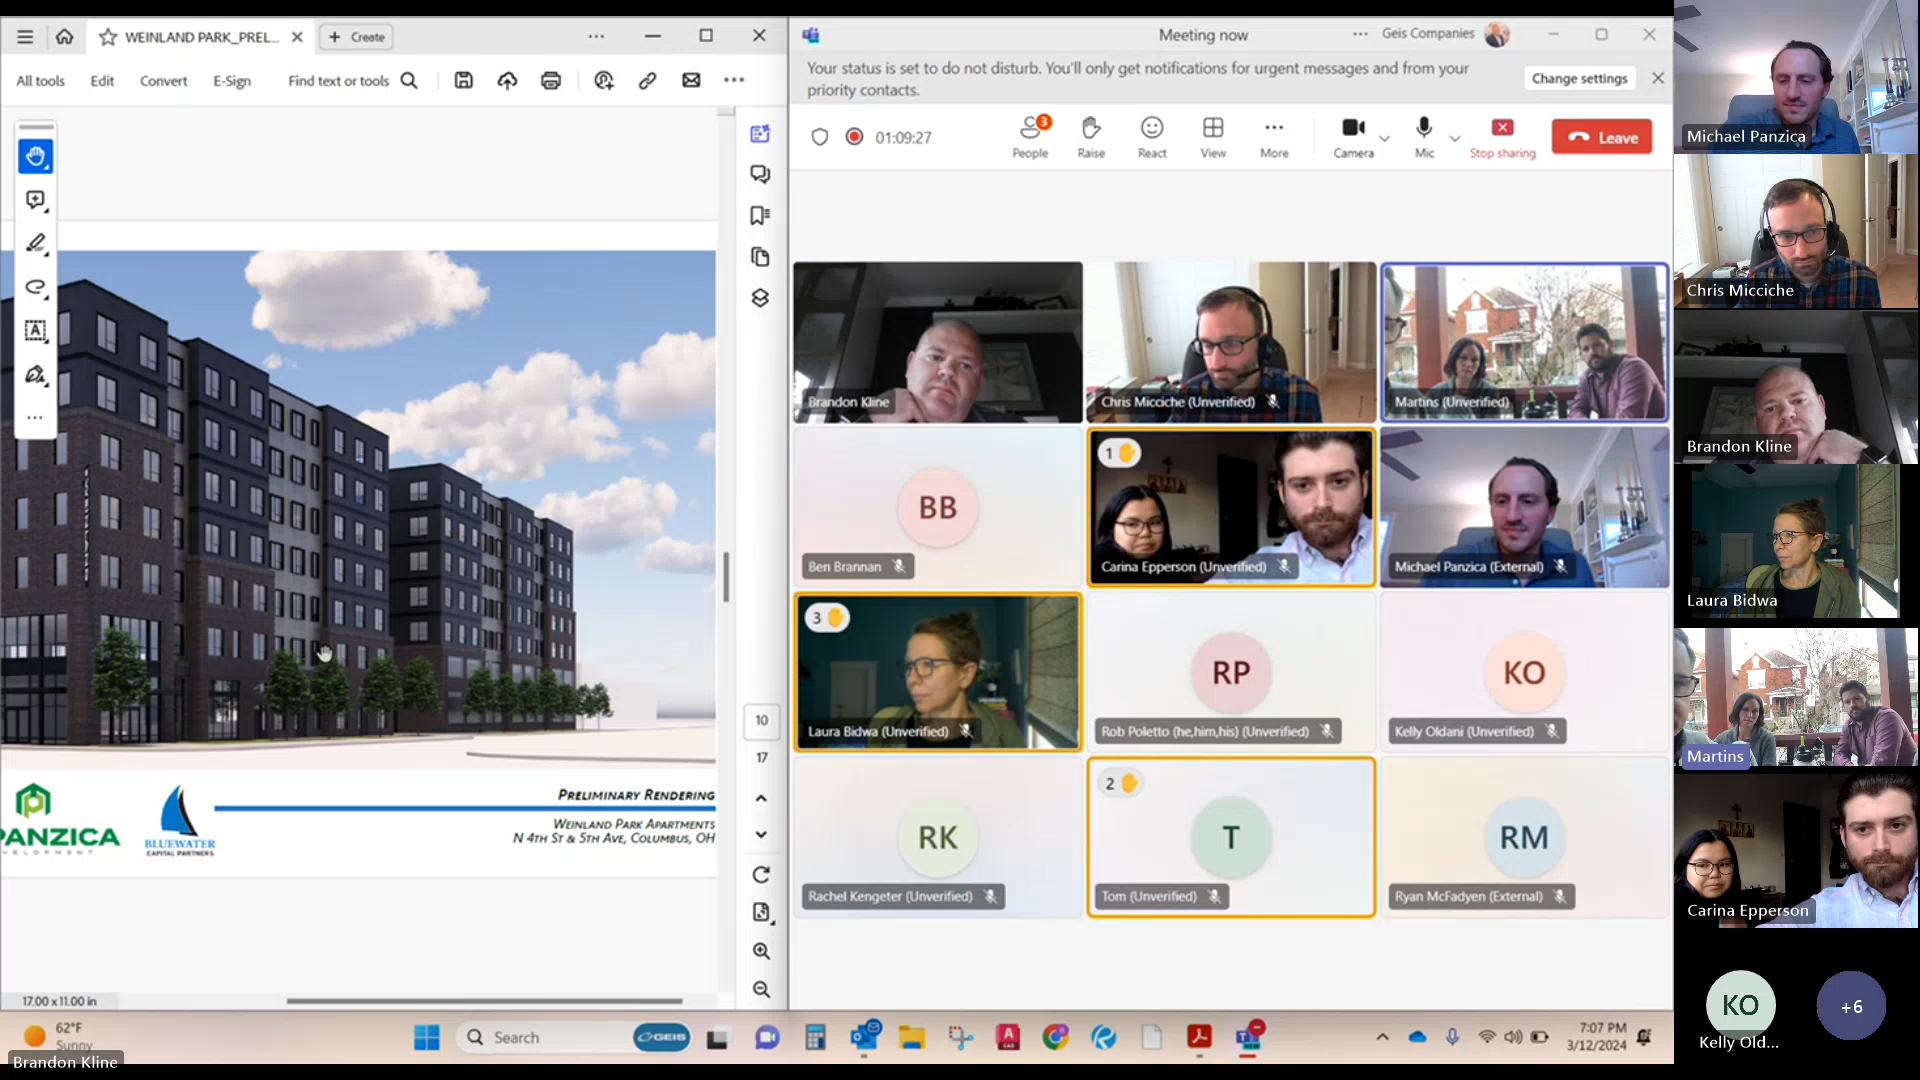 WEINLAND PARK_PREL...
Create
All tools
Edit
Convert
E-Sign
Find text or tools
10
17
PRELIMINARY RENDERING
WEINLAND PARK APARTMENTS
N 4TH ST & 5TH AVE, COLUMBUS, OH
PANZICA
BLUEWATER
CAPITAL PARTNERS
17.00 x 11.00 in
Meeting now
Geis Companies
Your status is set to do not disturb. You'll only get notifications for urgent messages and from your
priority contacts.
Change settings
01:09:27
3
People
Raise
React
View
More
Camera
Mic
Stop sharing
Leave
Brandon Kline
Chris Micciche (Unverified)
Martins (Unverified)
BB
Ben Brannan
1
Carina Epperson (Unverified)
Michael Panzica (External)
3
Laura Bidwa (Unverified)
RP
Rob Poletto (he,him,his) (Unverified)
KO
Kelly Oldani (Unverified)
RK
Rachel Kengeter (Unverified)
2
T
Tom (Unverified)
RM
Ryan McFadyen (External)
Michael Panzica
Chris Micciche
Brandon Kline
Laura Bidwa
Martins
Carina Epperson
KO
Kelly Old...
+6
62°F
Sunny
Search
GEIS
7:07 PM
3/12/2024
Brandon Kline